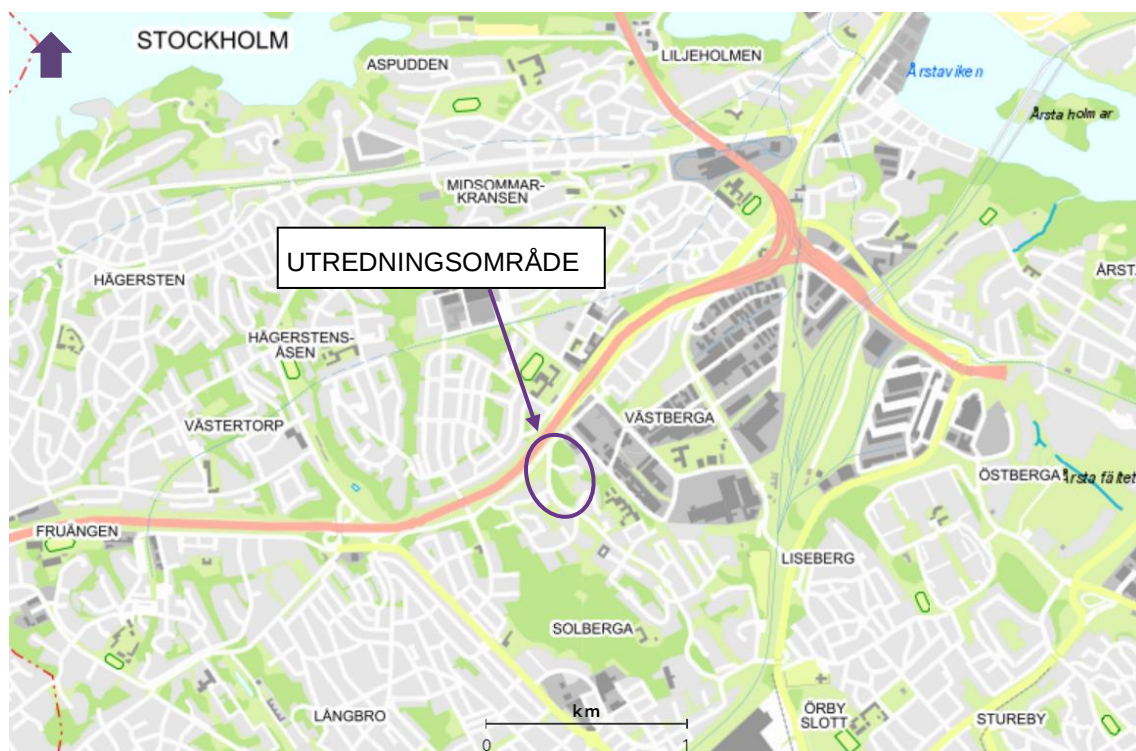 STOCKHOLM
ASPUDDEN
LILJEHOLMEN
Årstaviken
Årsta holmar
MIDSOMMAR-
KRANSEN
UTREDNINGSOMRÅDE
HÄGERSTEN
ÅRST
HÄGERSTENS-
ÅSEN
VÄSTERTORP
VÄSTBERGA
ÖSTBERGA
Årsta fältet
FRUÄNGEN
LISEBERG
SOLBERGA
LÅNGBRO
km
0
1
ÖRBY
SLOTT
STUREBY